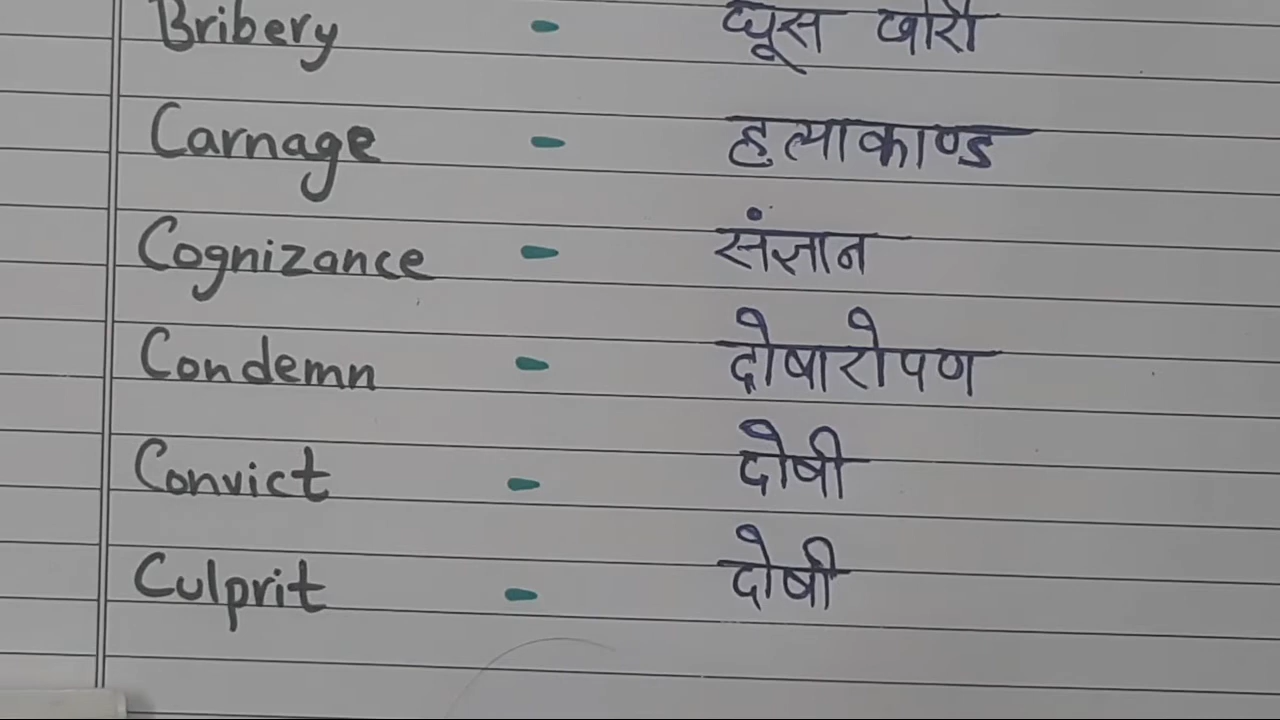 Bribery - घूस खोरी
Carnage - हत्याकाण्ड
Cognizance - संज्ञान
Condemn - दोषारोपण
Convict - दोषी
Culprit - दोषी